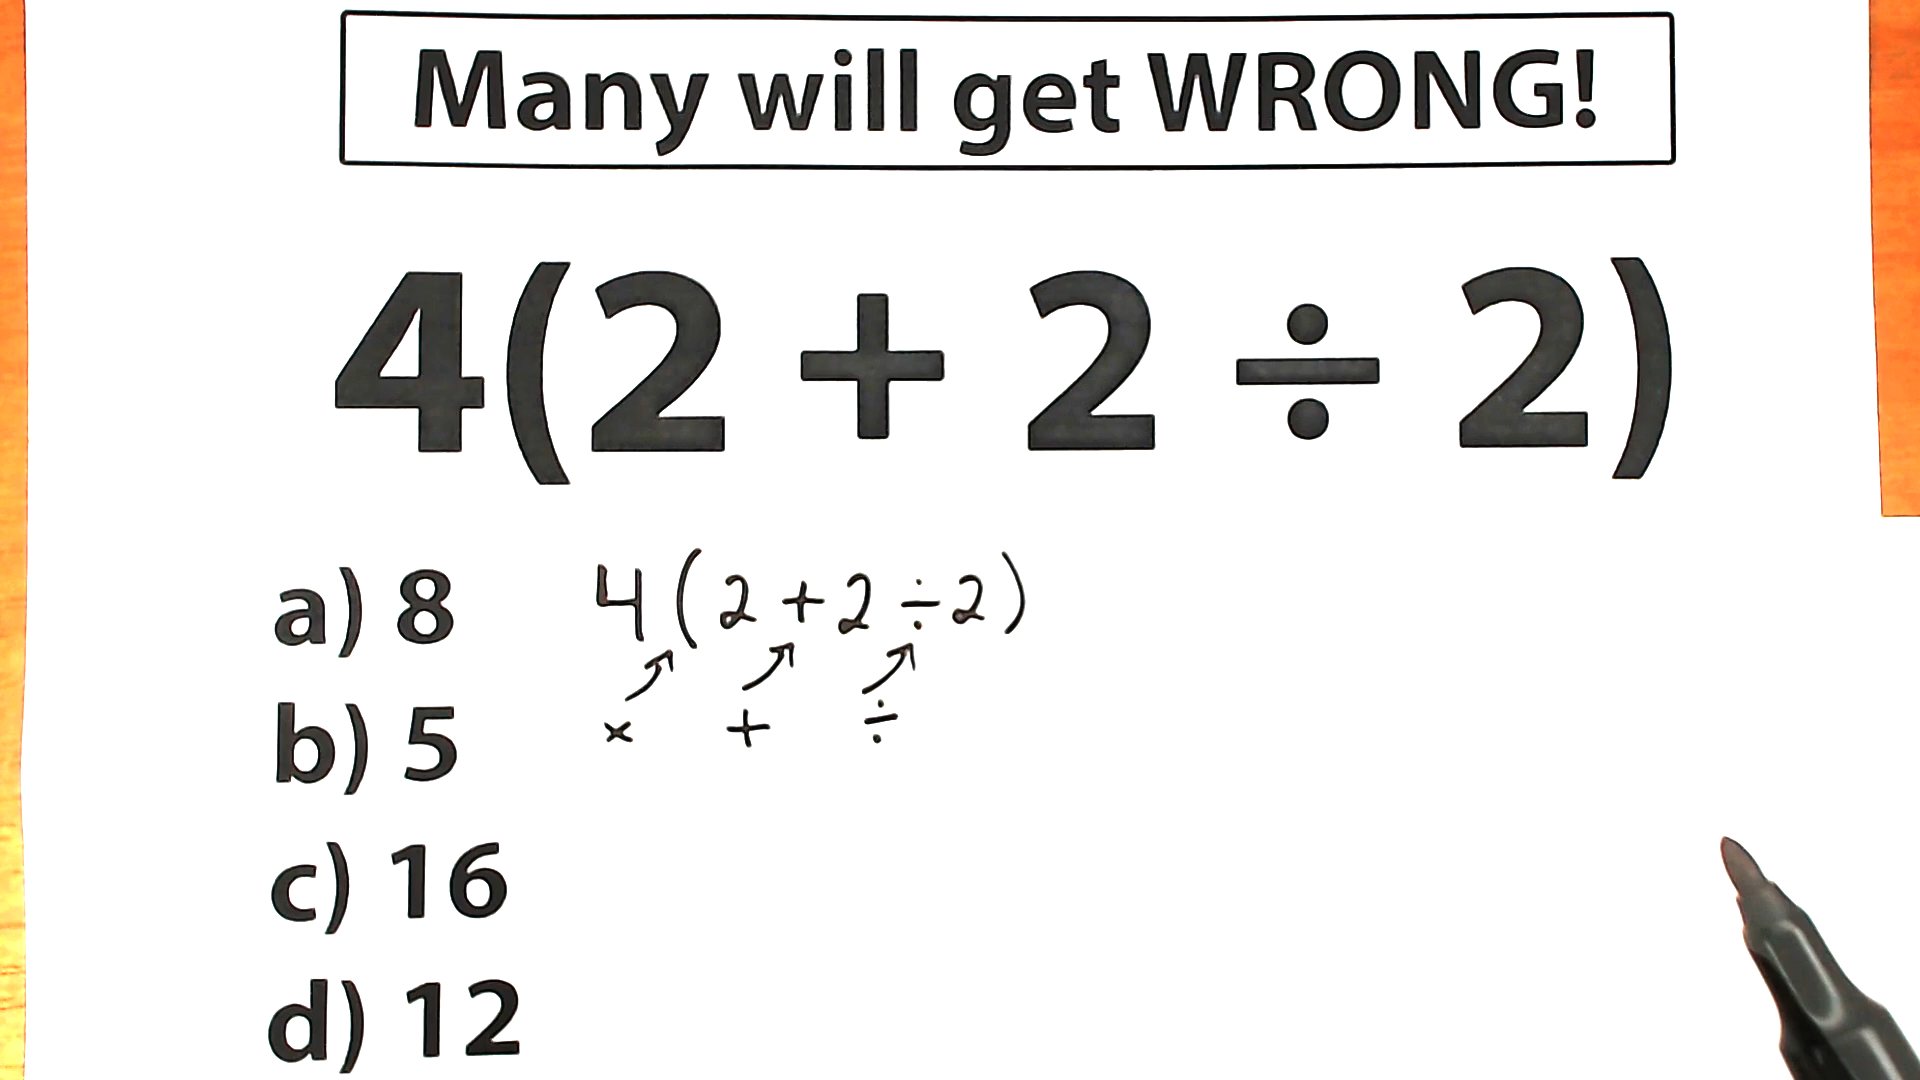 Many will get WRONG!
4(2 + 2 ÷ 2)
a) 8
4(2+2÷2)
× + ÷
b) 5
c) 16
d) 12